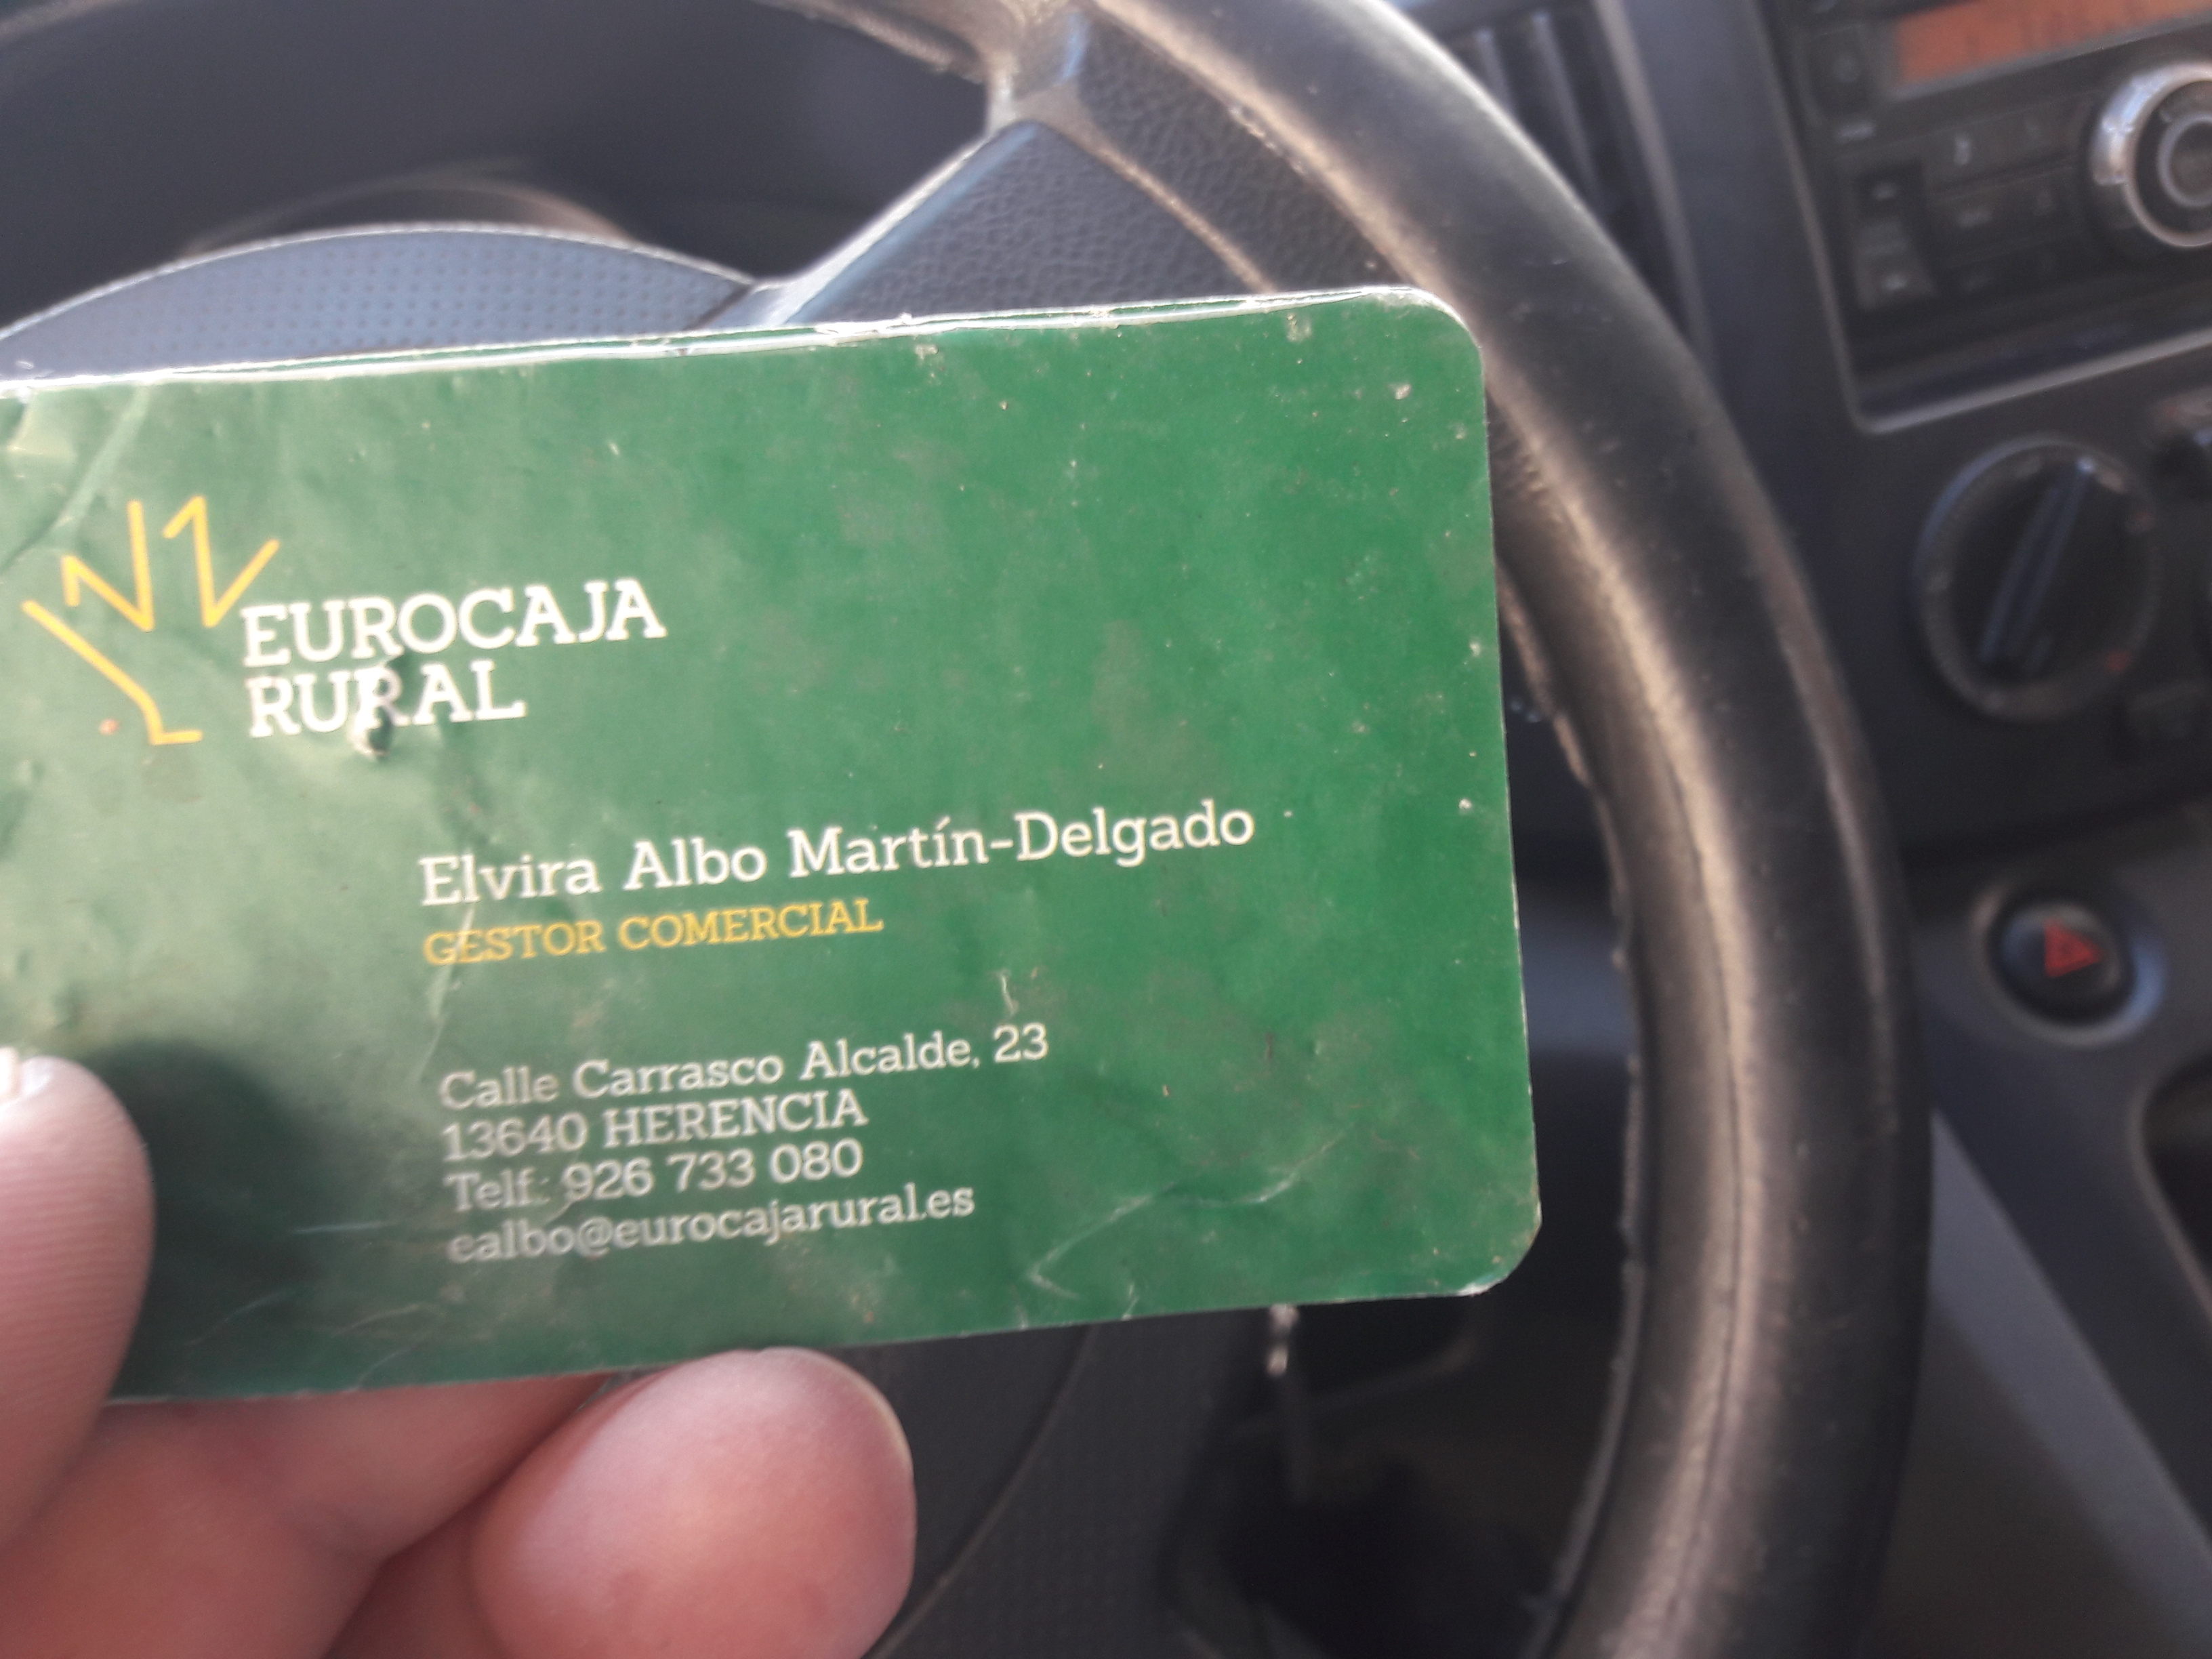 EUROCAJA
RURAL
Elvira Albo Martín-Delgado
GESTOR COMERCIAL
Calle Carrasco Alcalde, 23
13640 HERENCIA
Telf.: 926 733 080
ealbo@eurocajarural.es